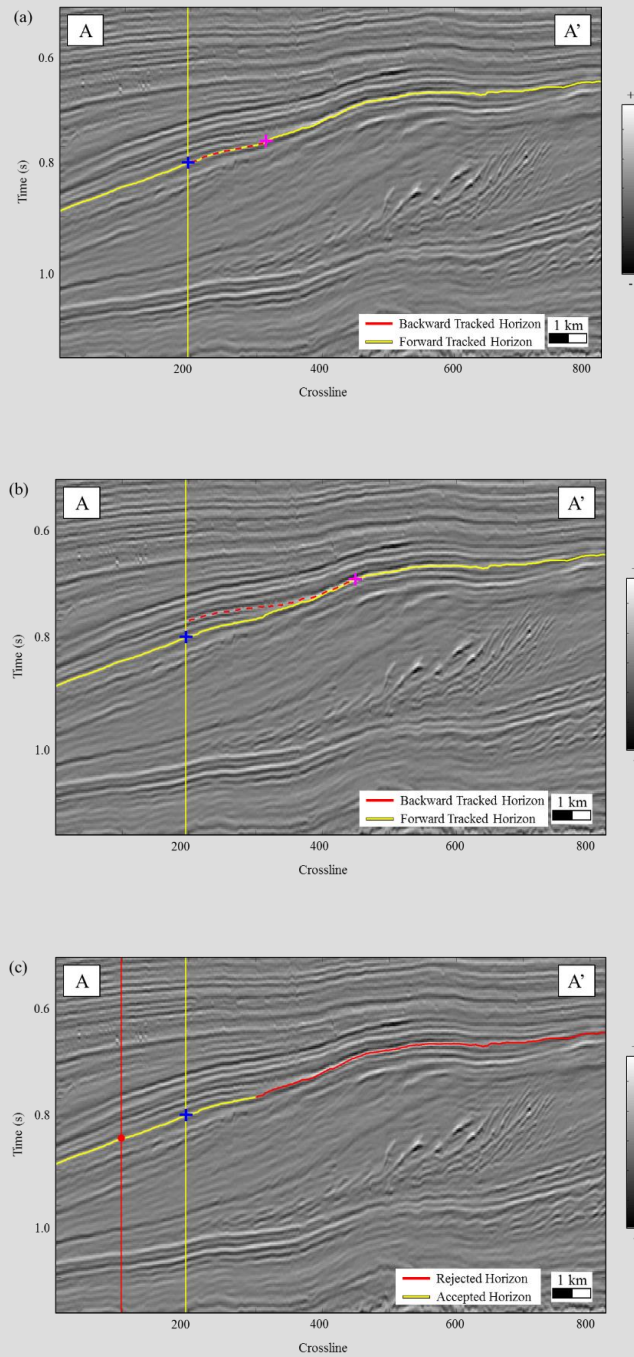 (a)
A
A'
0.6
0.8
1.0
Time (s)
+
-
Backward Tracked Horizon
Forward Tracked Horizon
1 km
200
400
600
800
Crossline
(b)
A
A'
0.6
0.8
1.0
Time (s)
Backward Tracked Horizon
Forward Tracked Horizon
1 km
200
400
600
800
Crossline
(c)
A
A'
0.6
0.8
1.0
Time (s)
Rejected Horizon
Accepted Horizon
1 km
200
400
600
800
Crossline